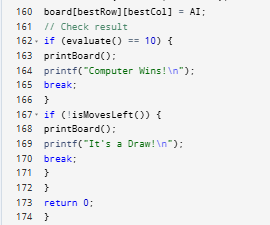 160 board[bestRow][bestCol] = AI;
161 // Check result
162 if (evaluate() == 10) {
163 printBoard();
164 printf("Computer Wins!\n");
165 break;
166 }
167 if (!isMovesLeft()) {
168 printBoard();
169 printf("It's a Draw!\n");
170 break;
171 }
172 }
173 return 0;
174 }